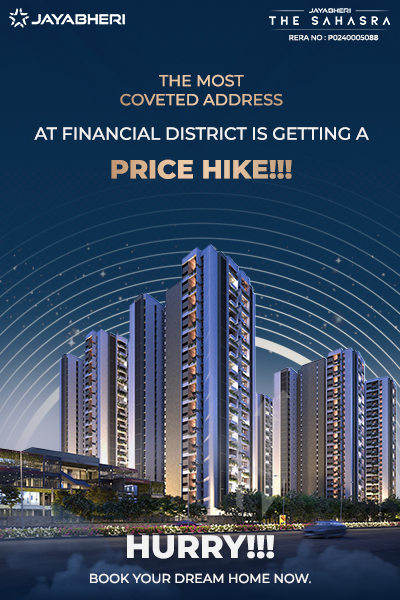 JAYABHERI
JAYABHERI
THE SAHASRA
RERA NO : P0240005088
THE MOST
COVETED ADDRESS
AT FINANCIAL DISTRICT IS GETTING A
PRICE HIKE!!!
HURRY!!!
BOOK YOUR DREAM HOME NOW.